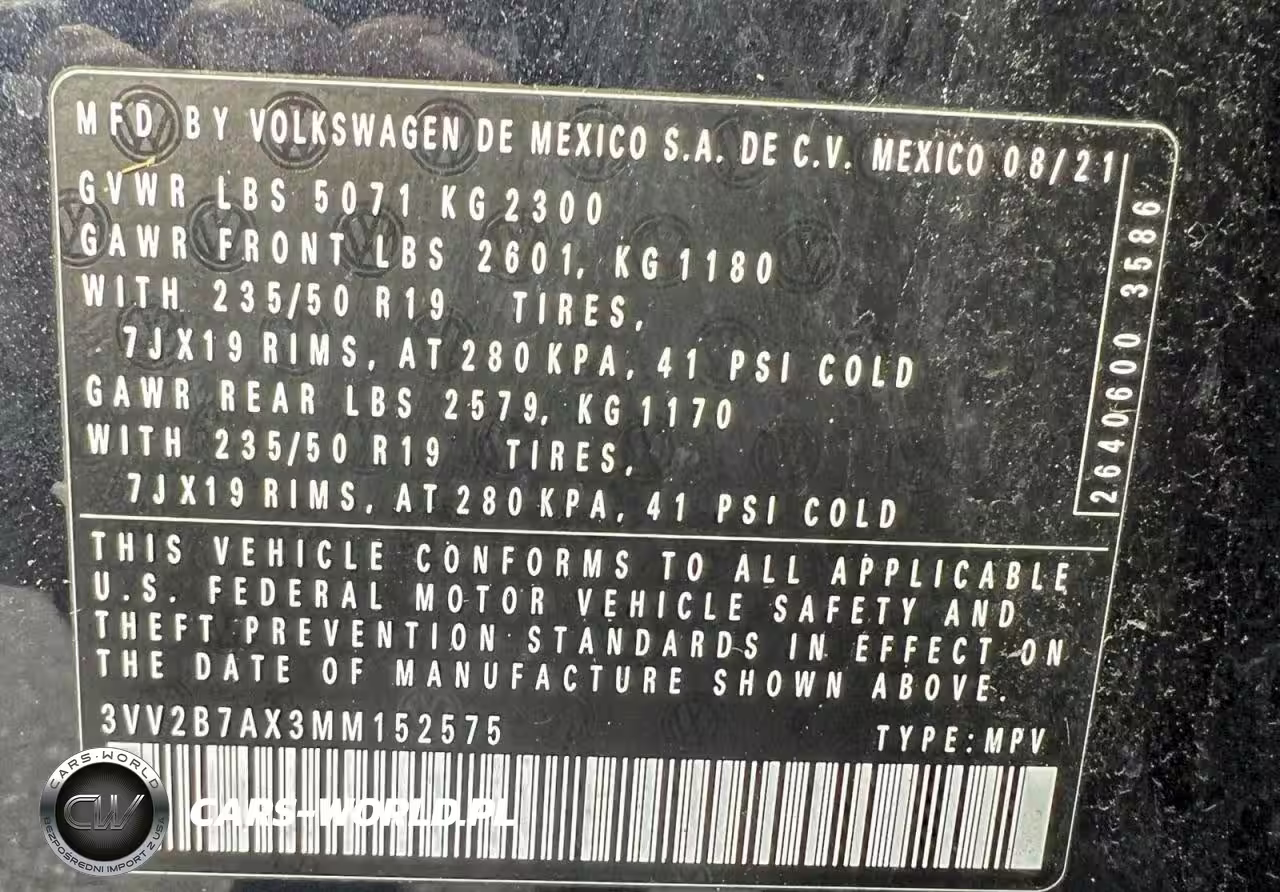 MFD BY VOLKSWAGEN DE MEXICO S.A. DE C.V. MEXICO 08/21
GVWR LBS 5071 KG 2300
GAWR FRONT LBS 2601, KG 1180
WITH 235/50 R19 TIRES,
7JX19 RIMS, AT 280 KPA, 41 PSI COLD
GAWR REAR LBS 2579, KG 1170
WITH 235/50 R19 TIRES,
7JX19 RIMS, AT 280 KPA, 41 PSI COLD
2640600 3586
THIS VEHICLE CONFORMS TO ALL APPLICABLE
U.S. FEDERAL MOTOR VEHICLE SAFETY AND
THEFT PREVENTION STANDARDS IN EFFECT ON
THE DATE OF MANUFACTURE SHOWN ABOVE.
3VV2B7AX3MM152575 TYPE: MPV
CARS-WORLD
CW
BEZPOŚREDNI IMPORT Z USA
CARS-WORLD.PL